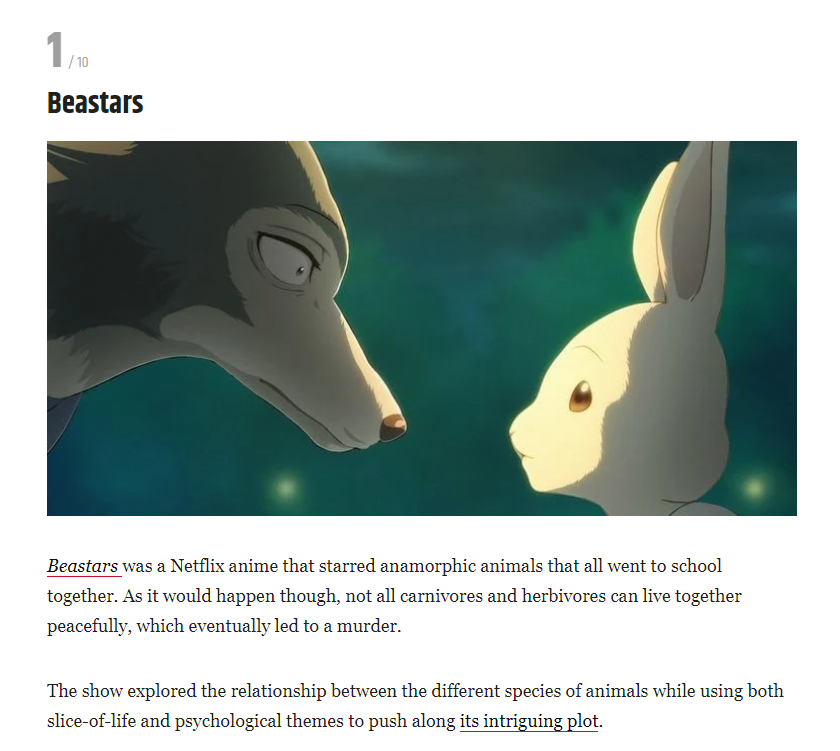 1 / 10
Beastars
Beastars was a Netflix anime that starred anamorphic animals that all went to school
together. As it would happen though, not all carnivores and herbivores can live together
peacefully, which eventually led to a murder.
The show explored the relationship between the different species of animals while using both
slice-of-life and psychological themes to push along its intriguing plot.